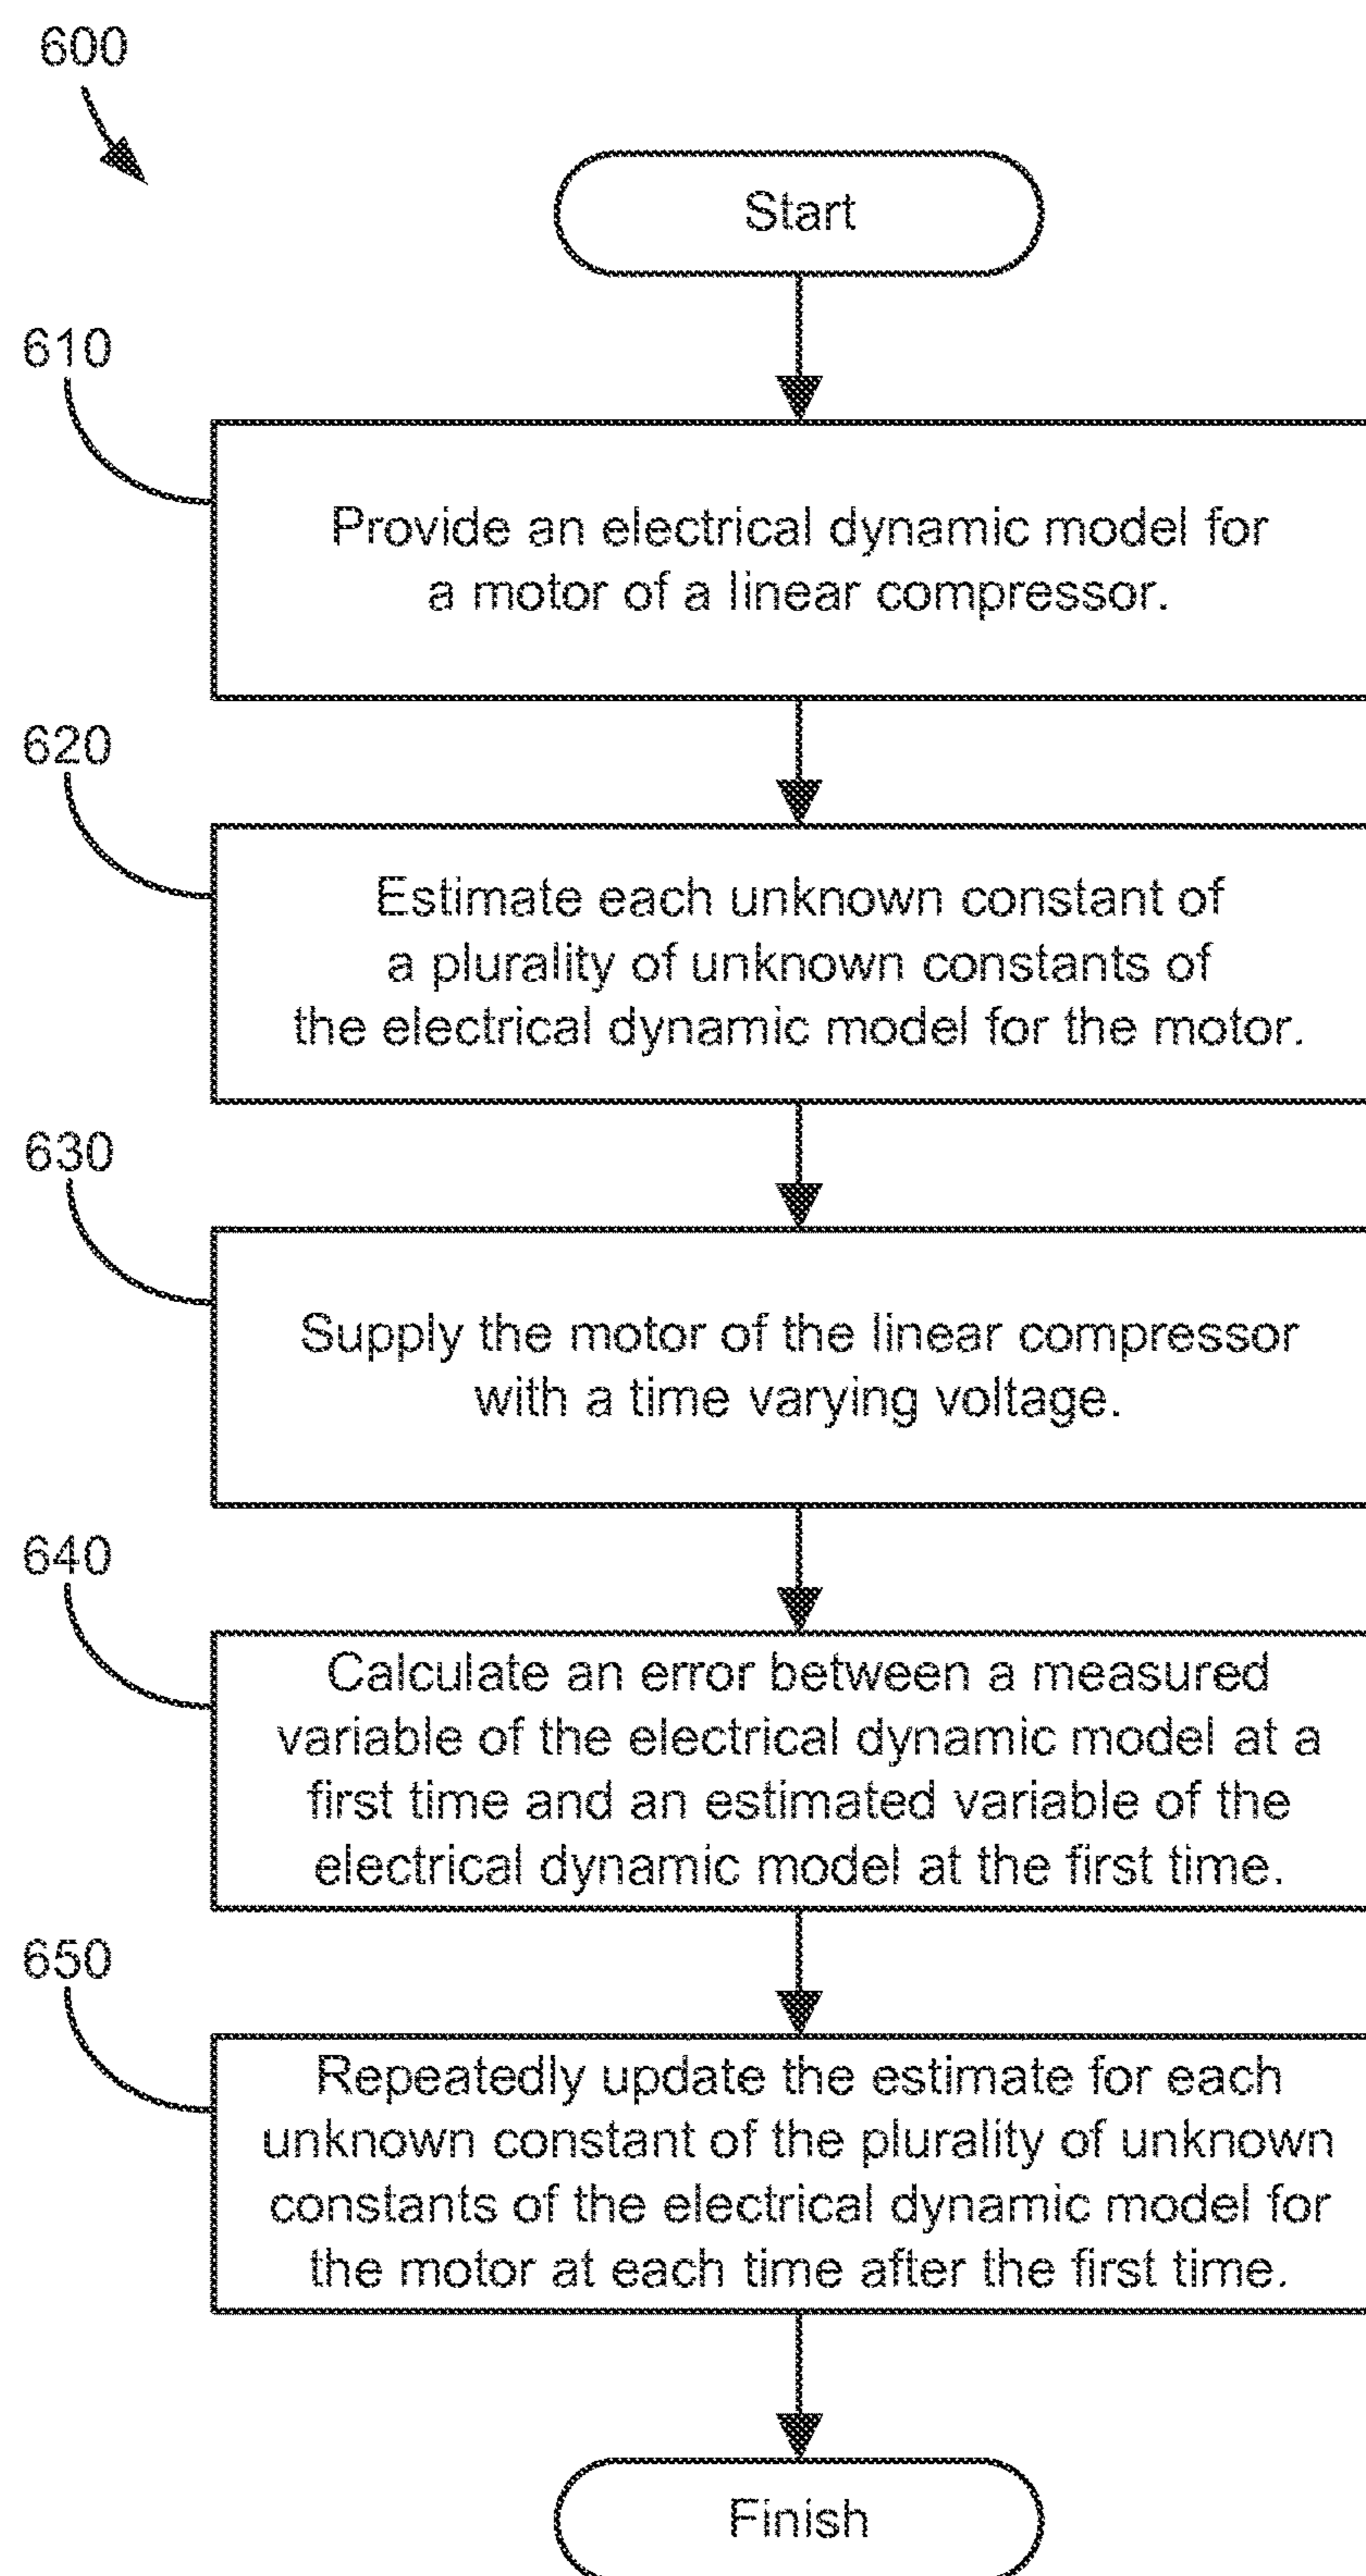 600
Start
610
Provide an electrical dynamic model for
a motor of a linear compressor.
620
Estimate each unknown constant of
a plurality of unknown constants of
the electrical dynamic model for the motor.
630
Supply the motor of the linear compressor
with a time varying voltage.
640
Calculate an error between a measured
variable of the electrical dynamic model at a
first time and an estimated variable of the
electrical dynamic model at the first time.
650
Repeatedly update the estimate for each
unknown constant of the plurality of unknown
constants of the electrical dynamic model for
the motor at each time after the first time.
Finish